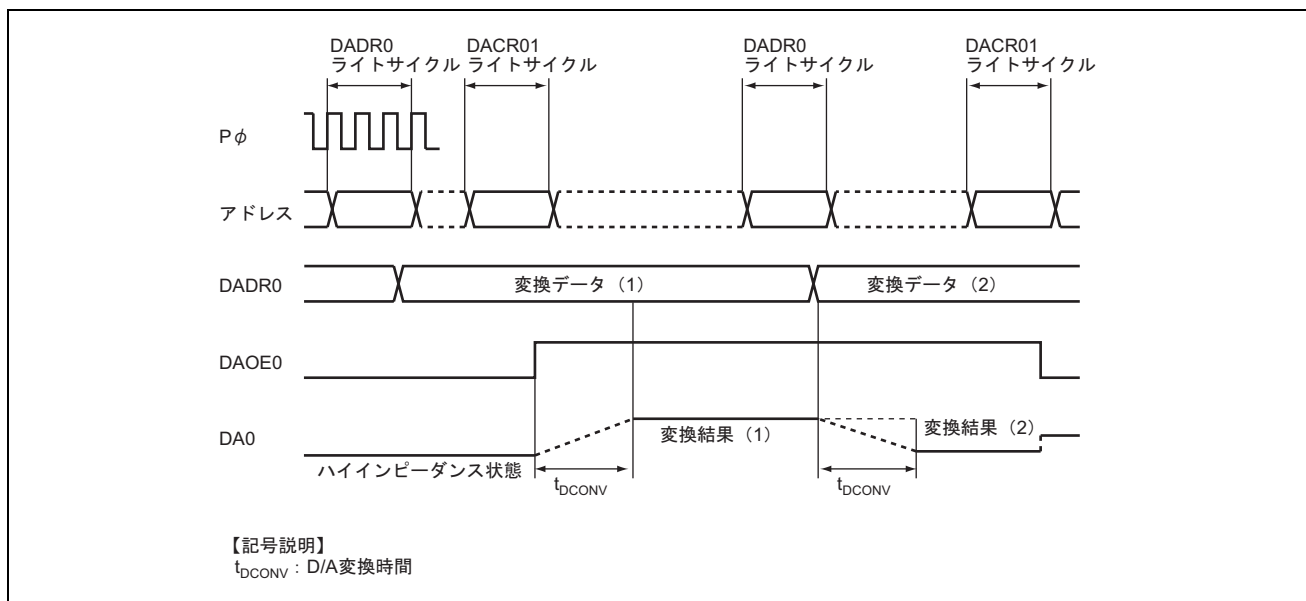 DADR0
ライトサイクル
DACR01
ライトサイクル
DADR0
ライトサイクル
DACR01
ライトサイクル
Pφ
アドレス
DADR0
変換データ（1）
変換データ（2）
DAOE0
DA0
変換結果（1）
変換結果（2）
ハイインピーダンス状態
tDCONV
tDCONV
【記号説明】
tDCONV：D/A変換時間